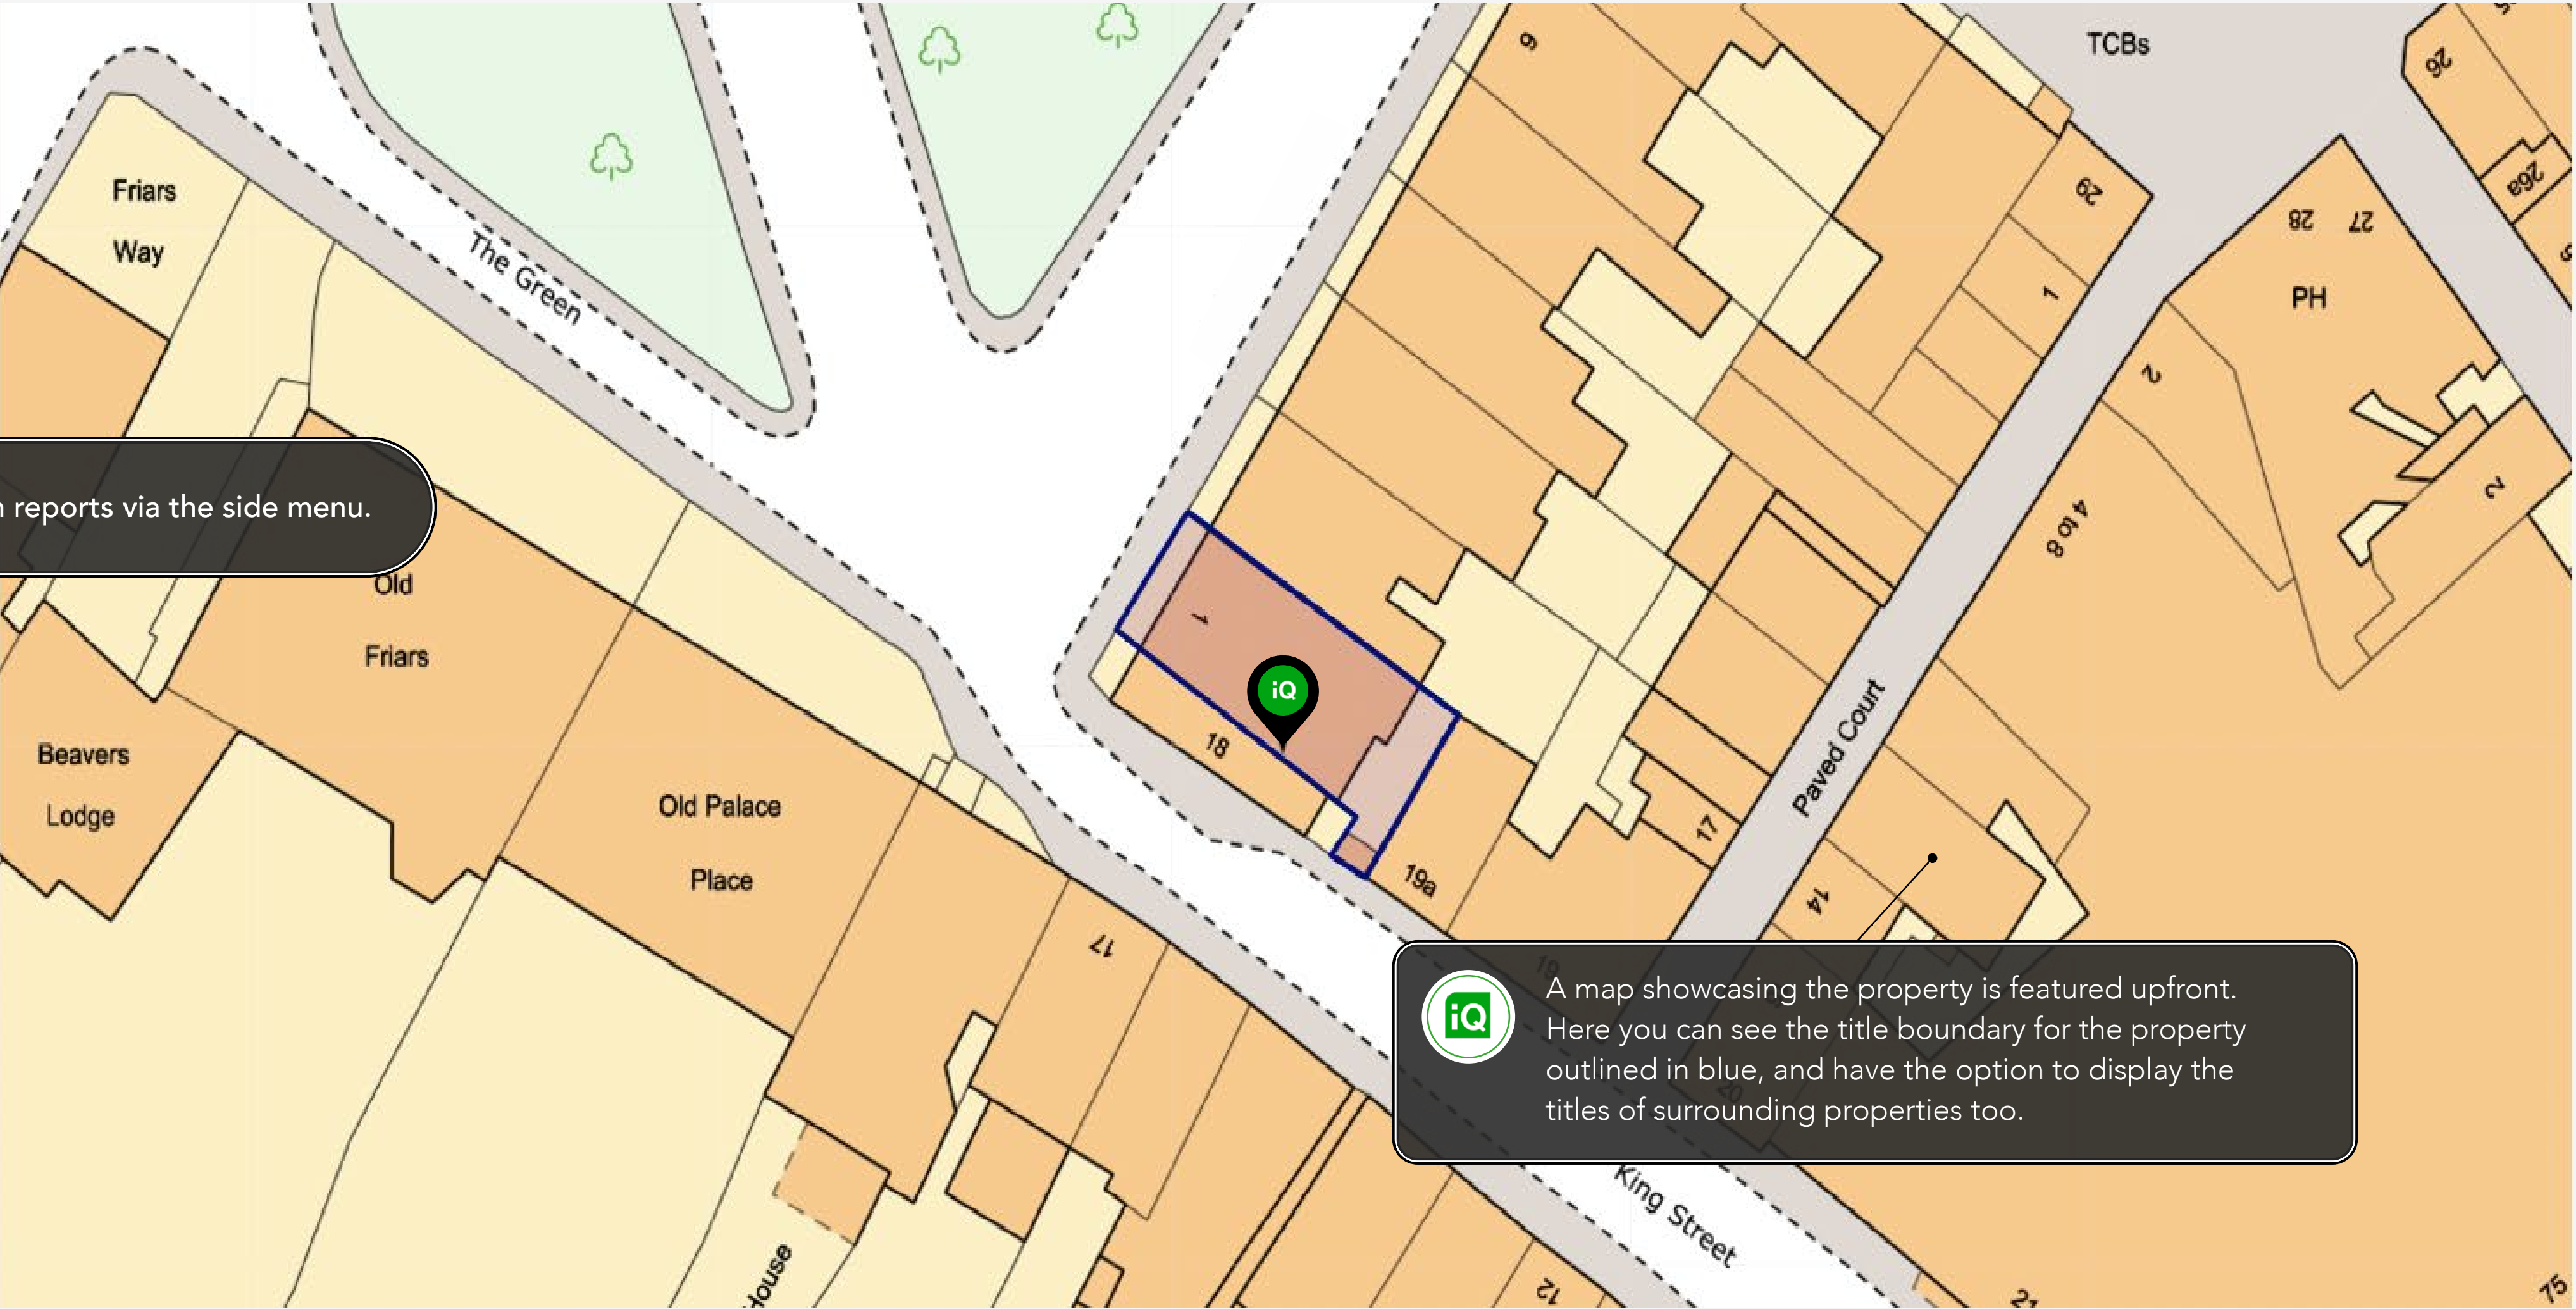 TCBs
6
26
26a
29
28 27
PH
1
2
Friars
Way
The Green
n reports via the side menu.
Old
Friars
4 to 8
2
1
iQ
18
Beavers
Lodge
Old Palace
Place
Paved Court
17
19a
14
17
19
20
iQ
A map showcasing the property is featured upfront.
Here you can see the title boundary for the property
outlined in blue, and have the option to display the
titles of surrounding properties too.
King Street
House
12
21
75